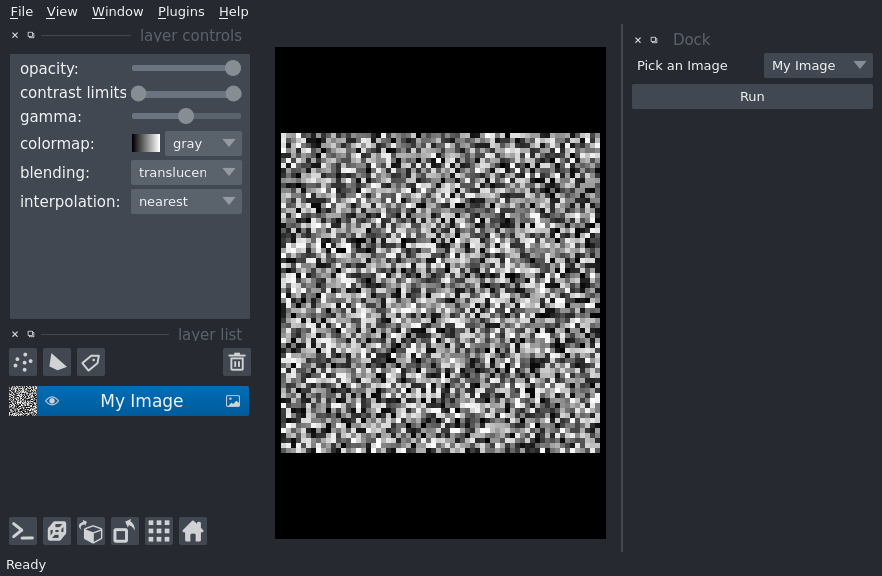 File View Window Plugins Help
layer controls
opacity:
contrast limits
gamma:
colormap: gray
blending: translucen
interpolation: nearest
layer list
My Image
Ready
Dock
Pick an Image My Image
Run